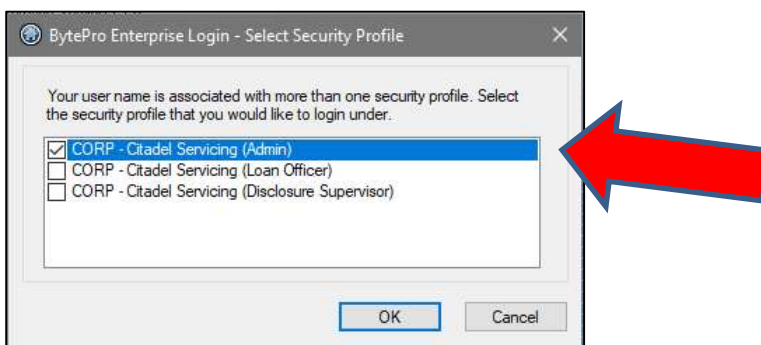 BytePro Enterprise Login - Select Security Profile
Your user name is associated with more than one security profile. Select
the security profile that you would like to login under.
CORP - Citadel Servicing (Admin)
CORP - Citadel Servicing (Loan Officer)
CORP - Citadel Servicing (Disclosure Supervisor)
OK Cancel